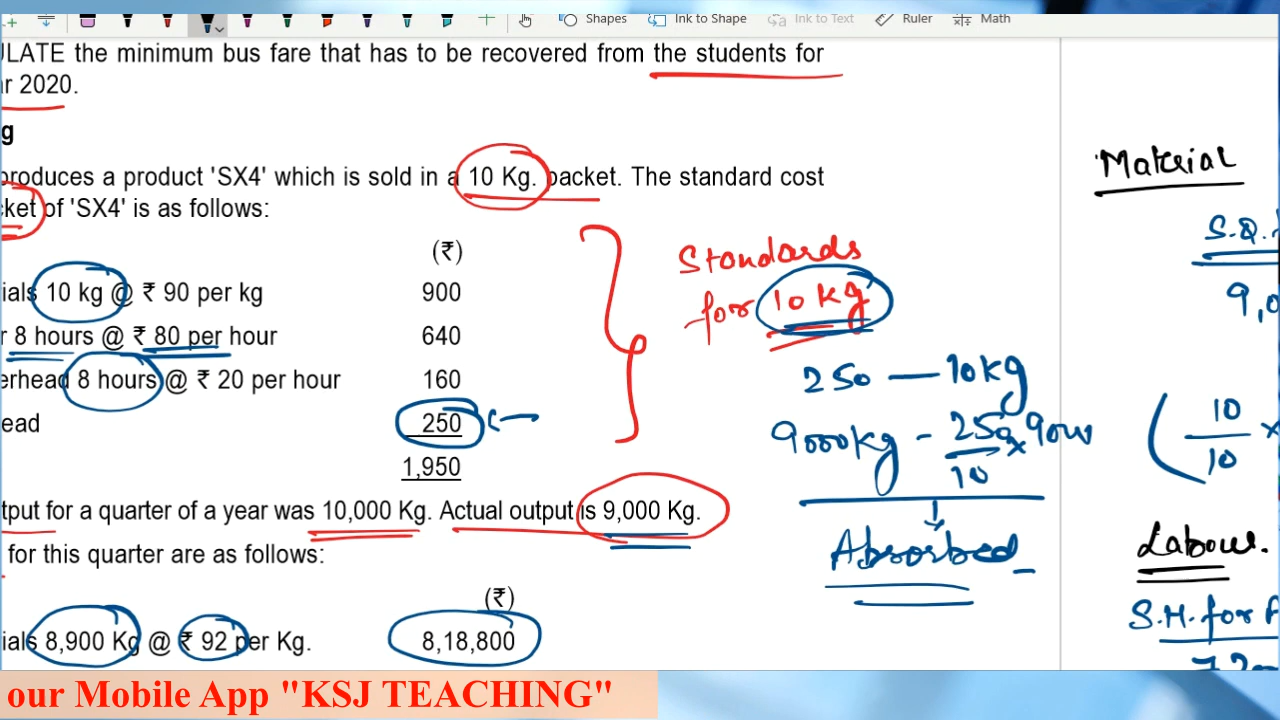 Shapes Ink to Shape Ink to Text Ruler Math
ULATE the minimum bus fare that has to be recovered from the students for
r 2020.
g
produces a product 'SX4' which is sold in a 10 Kg. packet. The standard cost
ket of 'SX4' is as follows:
(₹)
ials 10 kg @ ₹ 90 per kg 900
r 8 hours @ ₹ 80 per hour 640
erhead 8 hours @ ₹ 20 per hour 160
ead 250
1,950
tput for a quarter of a year was 10,000 Kg. Actual output is 9,000 Kg.
for this quarter are as follows:
(₹)
ials 8,900 Kg @ ₹ 92 per Kg. 8,18,800
Standards
for 10 kg
250 — 10kg
9000kg - 250 × 9000
10
Absorbed
Material
S.Q.
9,0
( 10 ×
10
Labour.
S.H. for
our Mobile App "KSJ TEACHING"